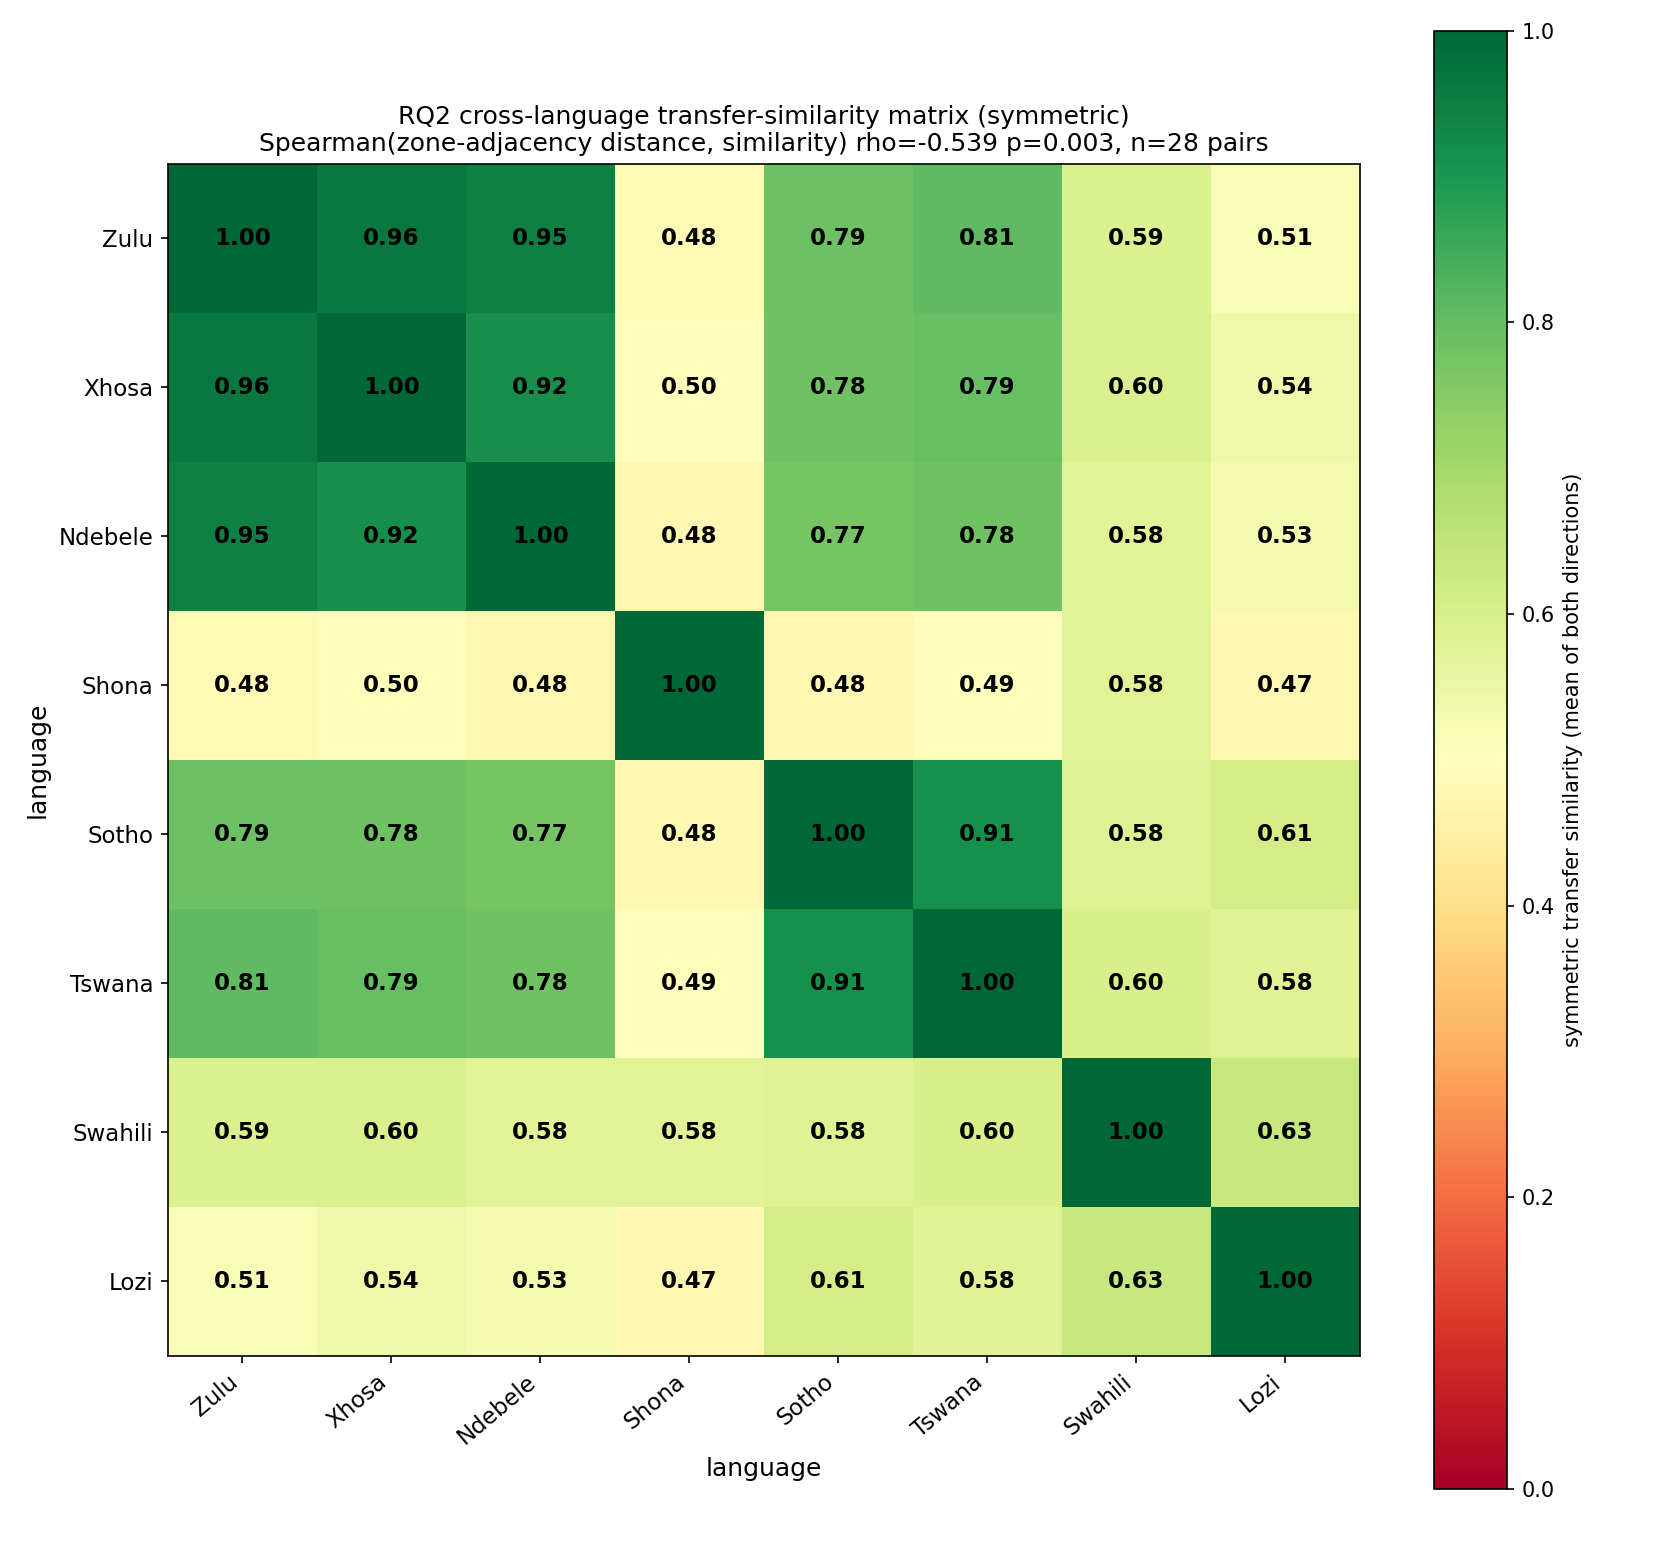 RQ2 cross-language transfer-similarity matrix (symmetric)
Spearman(zone-adjacency distance, similarity) rho=-0.539 p=0.003, n=28 pairs
Zulu 1.00 0.96 0.95 0.48 0.79 0.81 0.59 0.51
Xhosa 0.96 1.00 0.92 0.50 0.78 0.79 0.60 0.54
Ndebele 0.95 0.92 1.00 0.48 0.77 0.78 0.58 0.53
Shona 0.48 0.50 0.48 1.00 0.48 0.49 0.58 0.47
Sotho 0.79 0.78 0.77 0.48 1.00 0.91 0.58 0.61
Tswana 0.81 0.79 0.78 0.49 0.91 1.00 0.60 0.58
Swahili 0.59 0.60 0.58 0.58 0.58 0.60 1.00 0.63
Lozi 0.51 0.54 0.53 0.47 0.61 0.58 0.63 1.00
Zulu Xhosa Ndebele Shona Sotho Tswana Swahili Lozi
language
language
1.0
0.8
0.6
0.4
0.2
0.0
symmetric transfer similarity (mean of both directions)